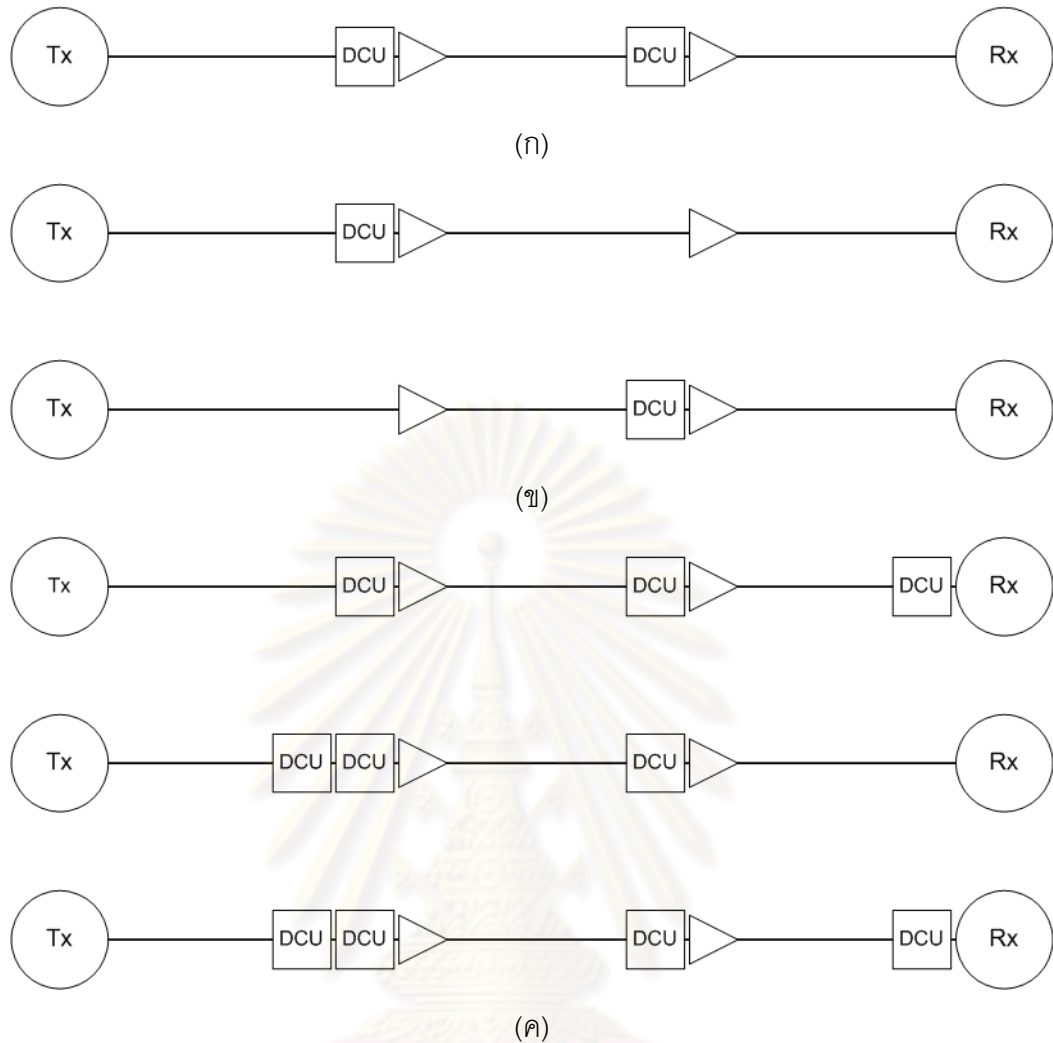 Tx DCU DCU Rx
(ก)
Tx DCU Rx
Tx DCU Rx
(ข)
Tx DCU DCU DCU Rx
Tx DCU DCU DCU Rx
Tx DCU DCU DCU DCU Rx
(ค)